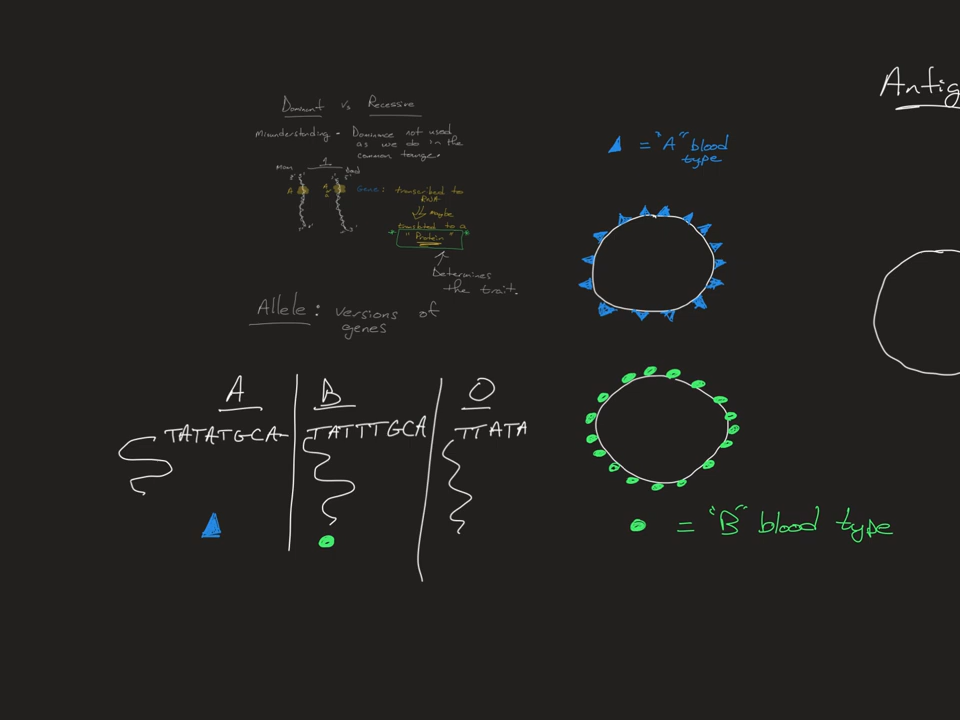 Dominant vs Recessive
Misunderstanding - Dominance not used
as we do in the
common tounge.
Mom
Dad
Gene: transcribed to
RNA
maybe
translated to a
"Protein"
Determines
the trait.
Allele: versions of
genes
A
TATATGCA
B
TATTTGCA
O
TTATA
= "A" blood
type
= "B" blood type
Antig